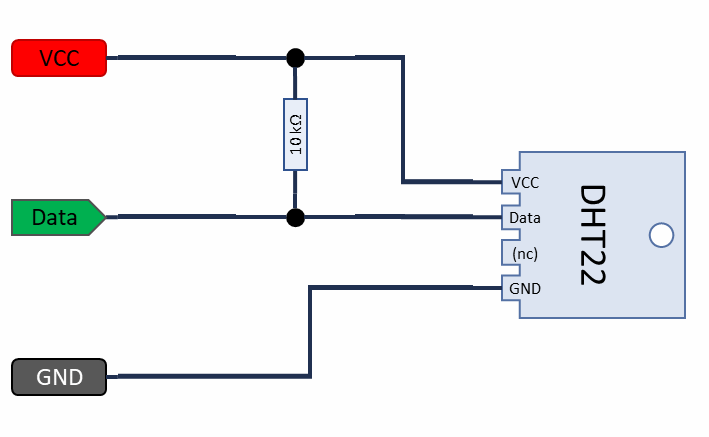 VCC
10 kΩ
VCC
Data
Data
(nc)
GND
DHT22
GND